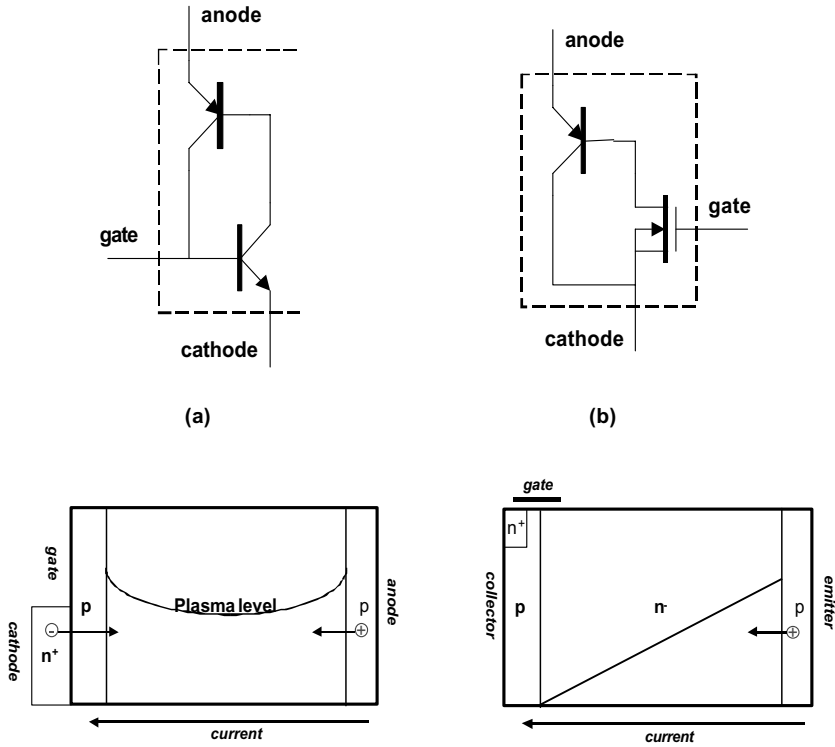 anode
gate
cathode
(a)
anode
gate
cathode
(b)
gate
cathode
p
n+
-
Plasma level
p
+
anode
current
gate
n+
collector
p
n-
p
+
emitter
current